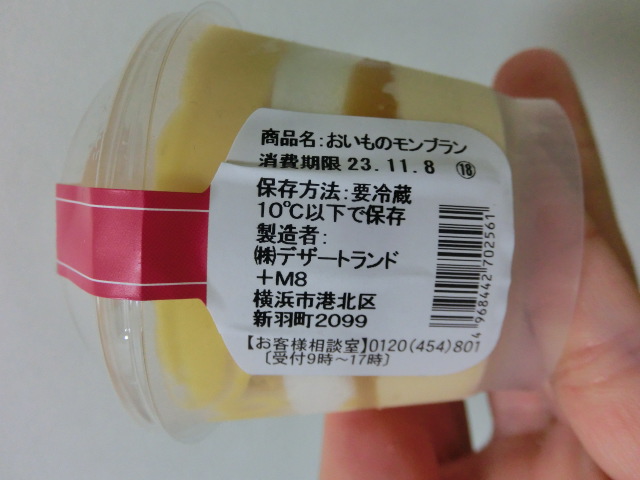 商品名:おいものモンブラン
消費期限 23.11.8 ⑱
保存方法:要冷蔵
10℃以下で保存
製造者:
㈱デザートランド
+M8
横浜市港北区
新羽町2099
【お客様相談室】0120(454)801
〔受付9時~17時〕
4968442702561